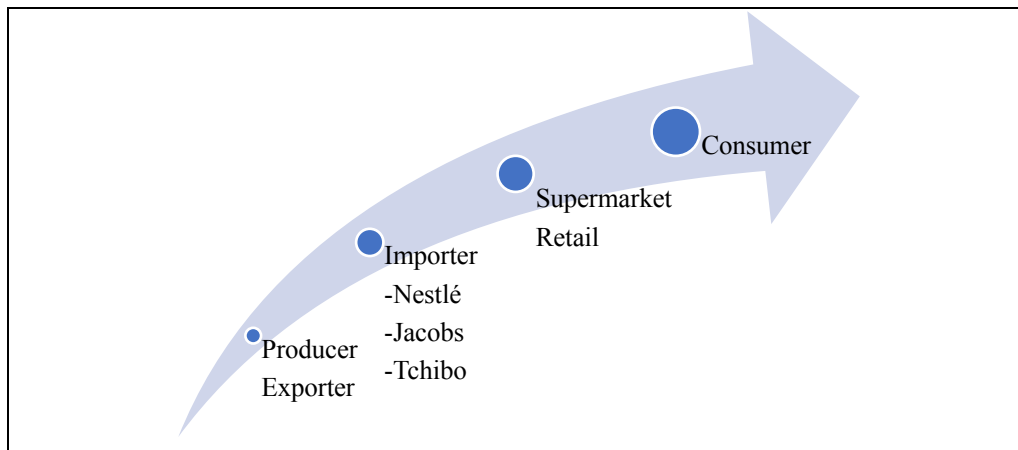 Producer
Exporter
Importer
-Nestlé
-Jacobs
-Tchibo
Supermarket
Retail
Consumer